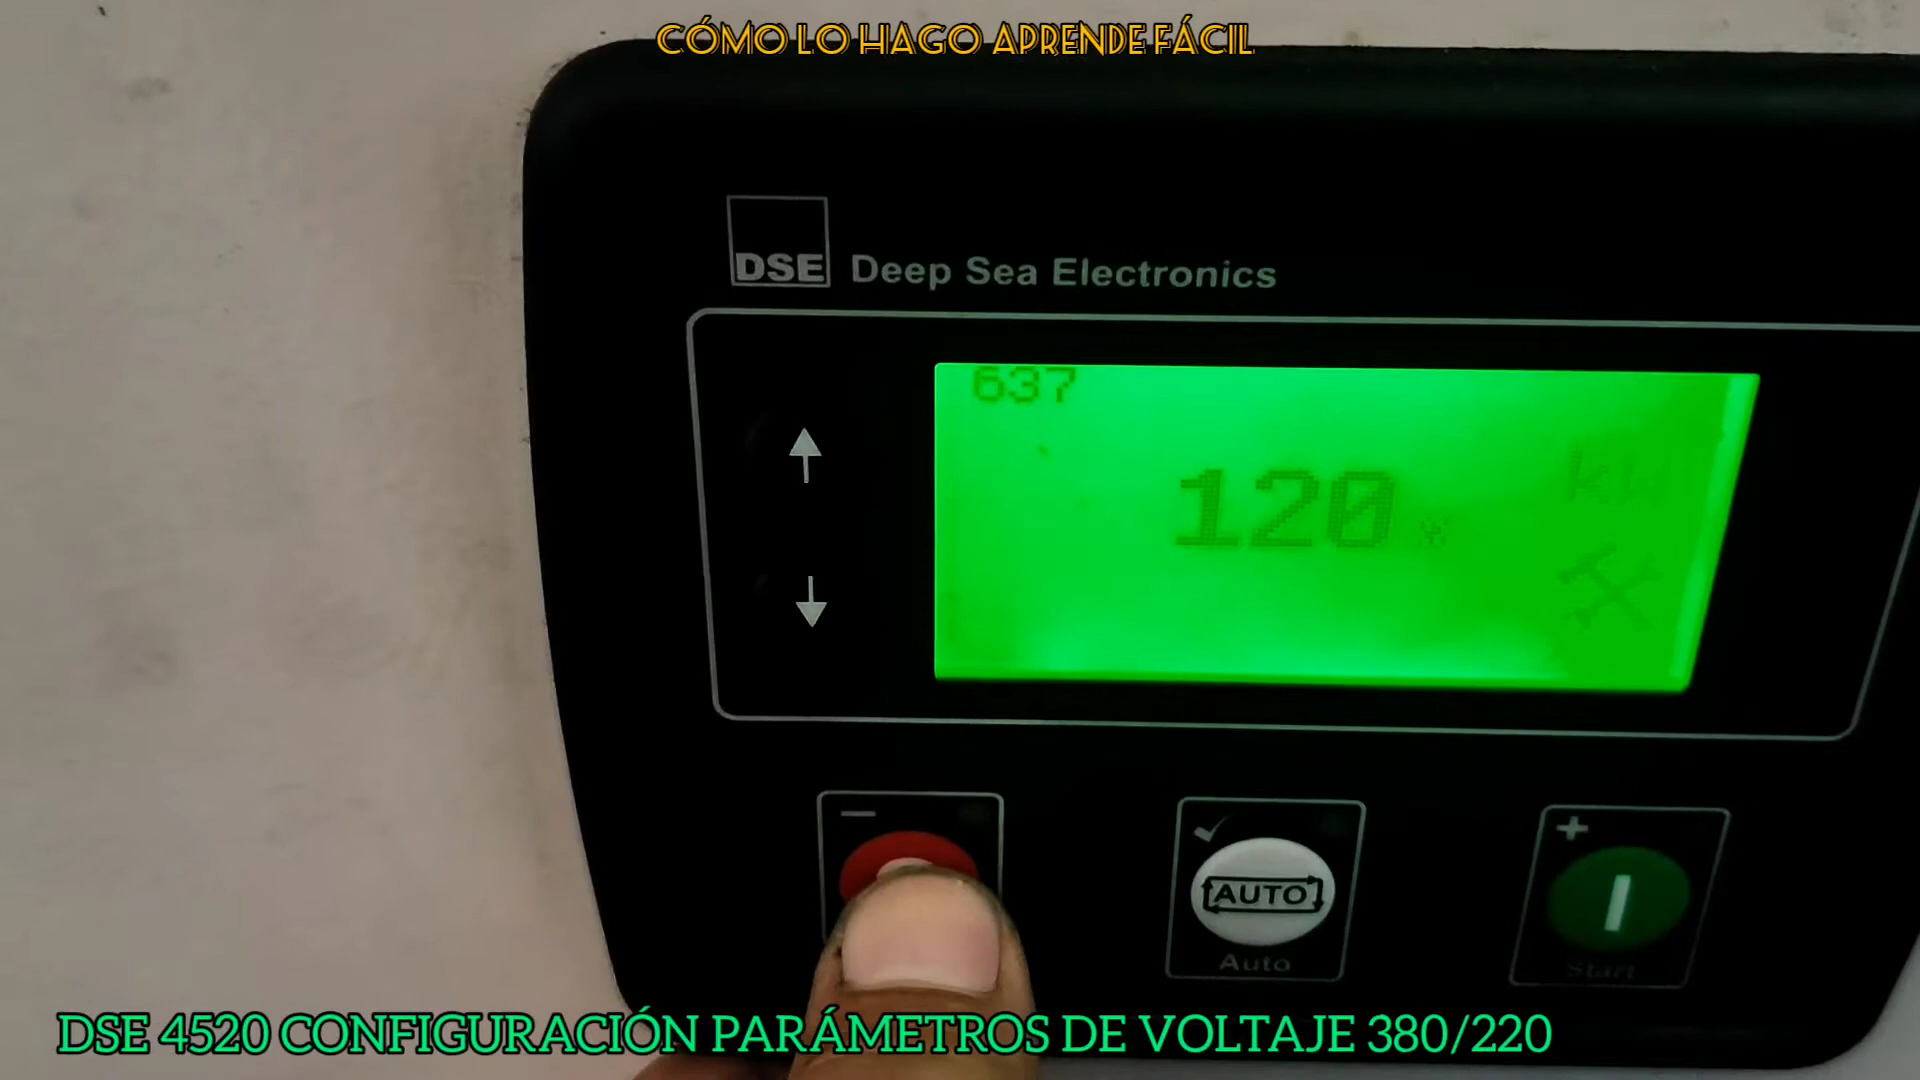 CÓMO LO HAGO APRENDE FÁCIL
DSE Deep Sea Electronics
637
120 %
kW
AUTO
Auto
Start
DSE 4520 CONFIGURACIÓN PARÁMETROS DE VOLTAJE 380/220